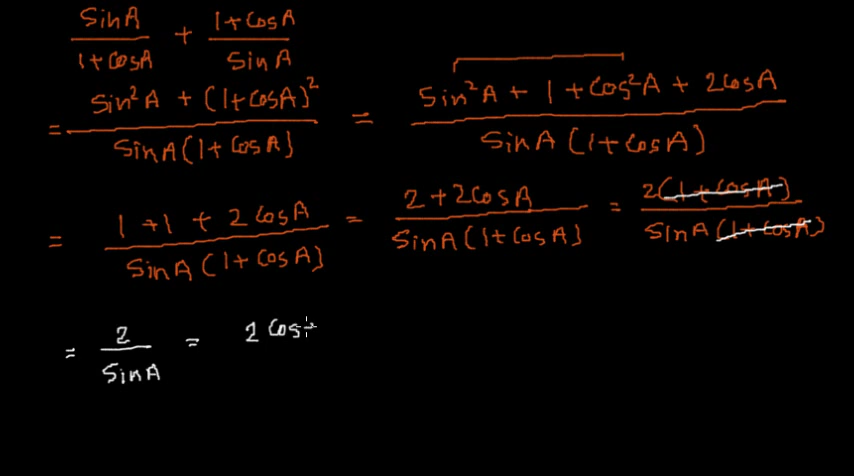 SinA/(1+CosA) + (1+CosA)/SinA
= (Sin²A + (1+CosA)²)/(SinA(1+CosA)) = (Sin²A + 1 + Cos²A + 2CosA)/(SinA(1+CosA))
= (1+1+2CosA)/(SinA(1+CosA)) = (2+2CosA)/(SinA(1+CosA)) = 2(1+CosA)/(SinA(1+CosA))
= 2/SinA = 2 Cos